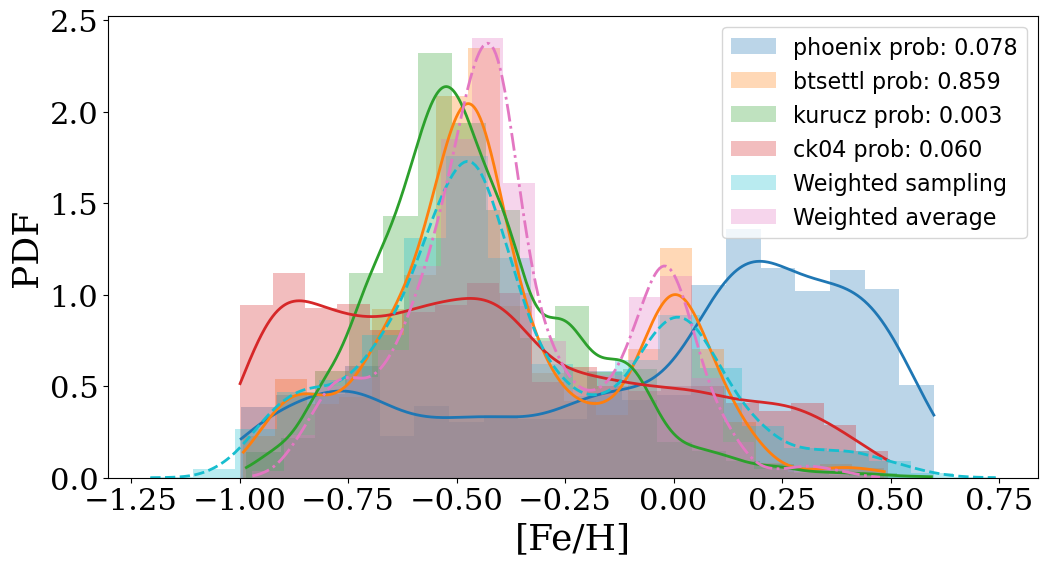 2.5
2.0
1.5
1.0
0.5
0.0
PDF
phoenix prob: 0.078
btsettl prob: 0.859
kurucz prob: 0.003
ck04 prob: 0.060
Weighted sampling
Weighted average
−1.25 −1.00 −0.75 −0.50 −0.25 0.00 0.25 0.50 0.75
[Fe/H]